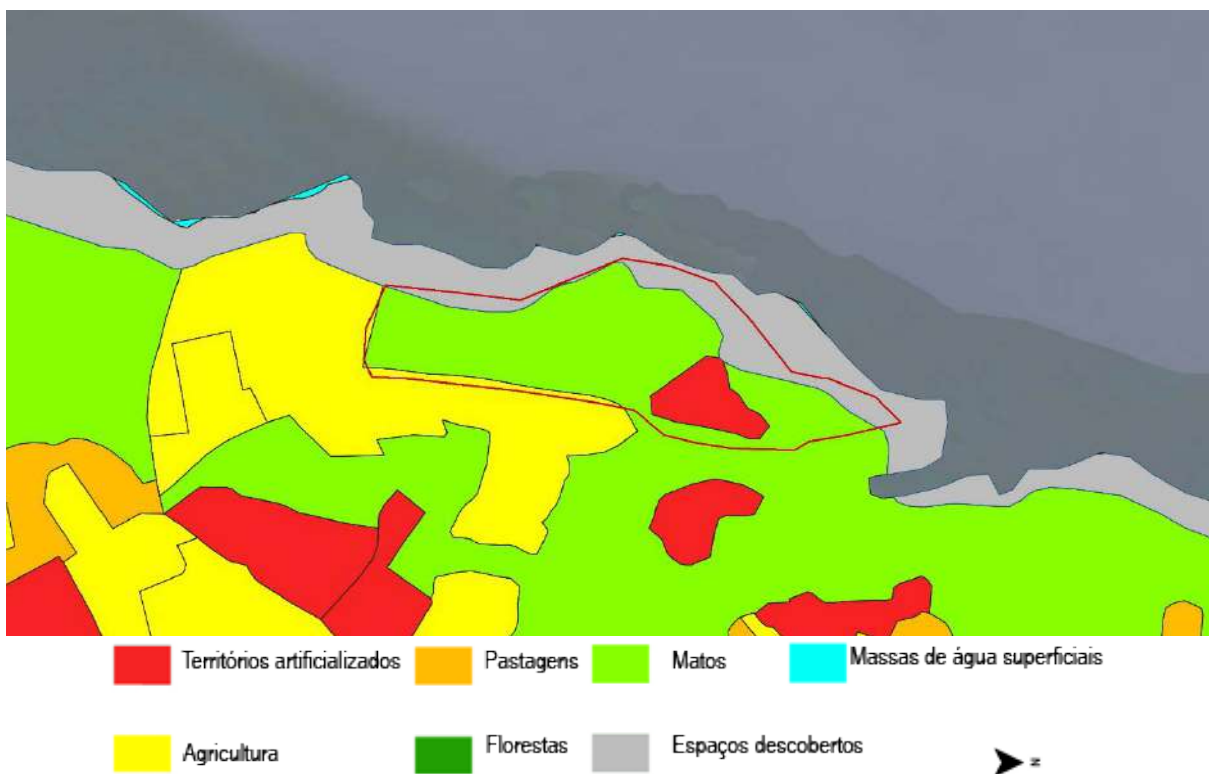 Territórios artificializados
Pastagens
Matos
Massas de água superficiais
Agricultura
Florestas
Espaços descobertos
N